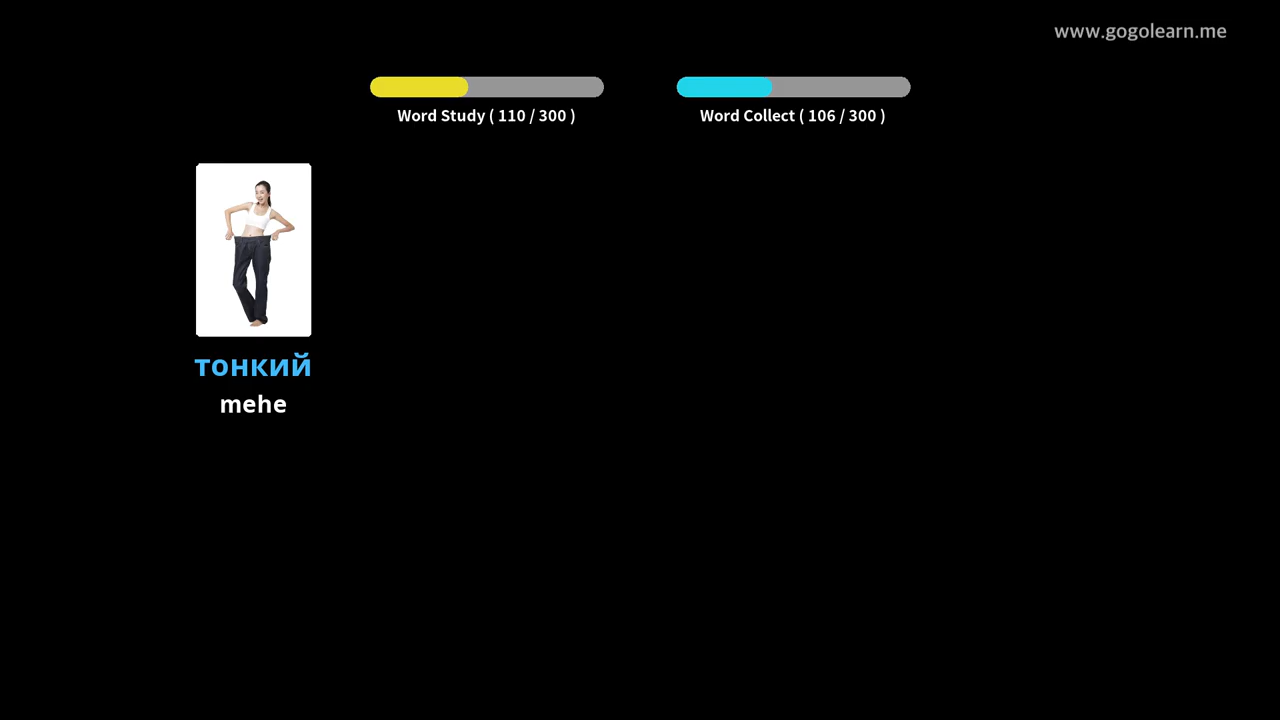 www.gogolearn.me
Word Study ( 110 / 300 )
Word Collect ( 106 / 300 )
тонкий
mehe